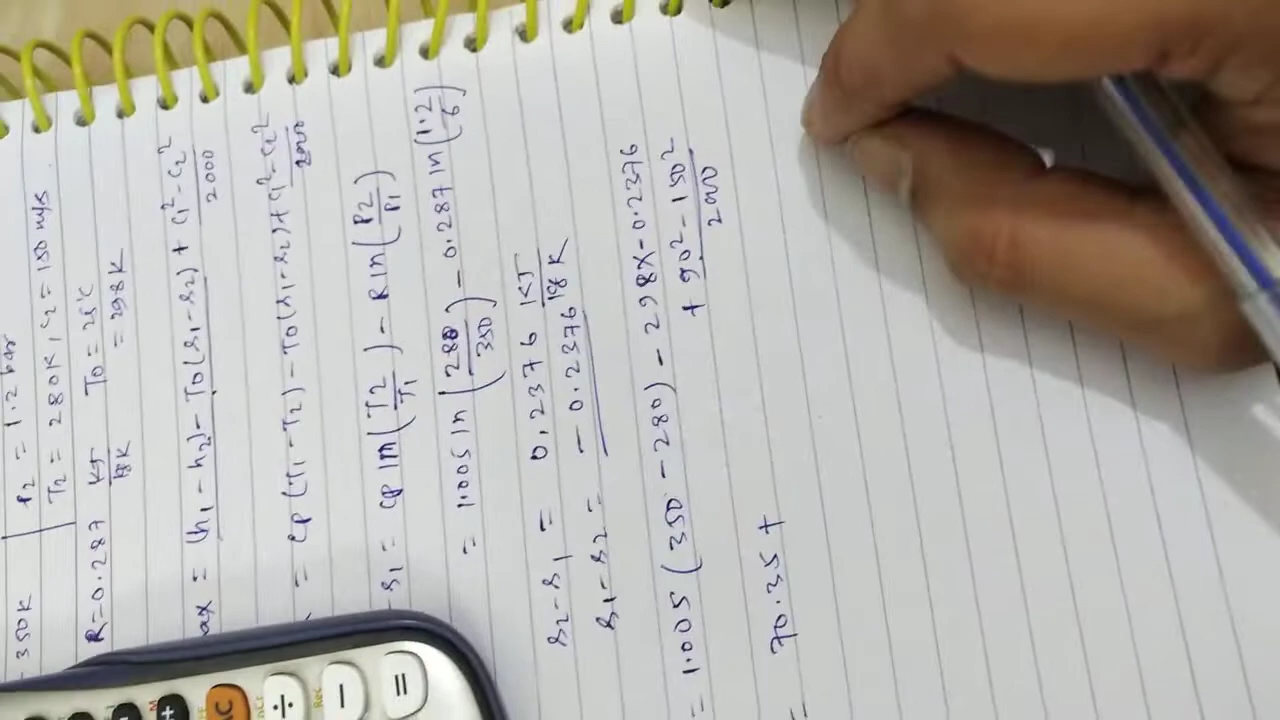 P2 = 1.2 bar
350K T2 = 280K, C2 = 150 m/s
R=0.287 KJ/kgK T0 = 25°C
= 298K
ax = (h1 - h2) - T0(s1-s2) + C1² - C2² / 2000
= CP(T1-T2) - T0(s1-s2) + C1² - C2² / 2000
- s1 = CP ln(T2/T1) - R ln(P2/P1)
= 1.005 ln(280/350) - 0.287 ln(1.2/6)
s2-s1 = 0.2376 KJ/kgK
s1-s2 = - 0.2376
= 1.005 (350 - 280) - 298x-0.2376
+ 90² - 150² / 2000
= 70.35 +
AC ÷ - =